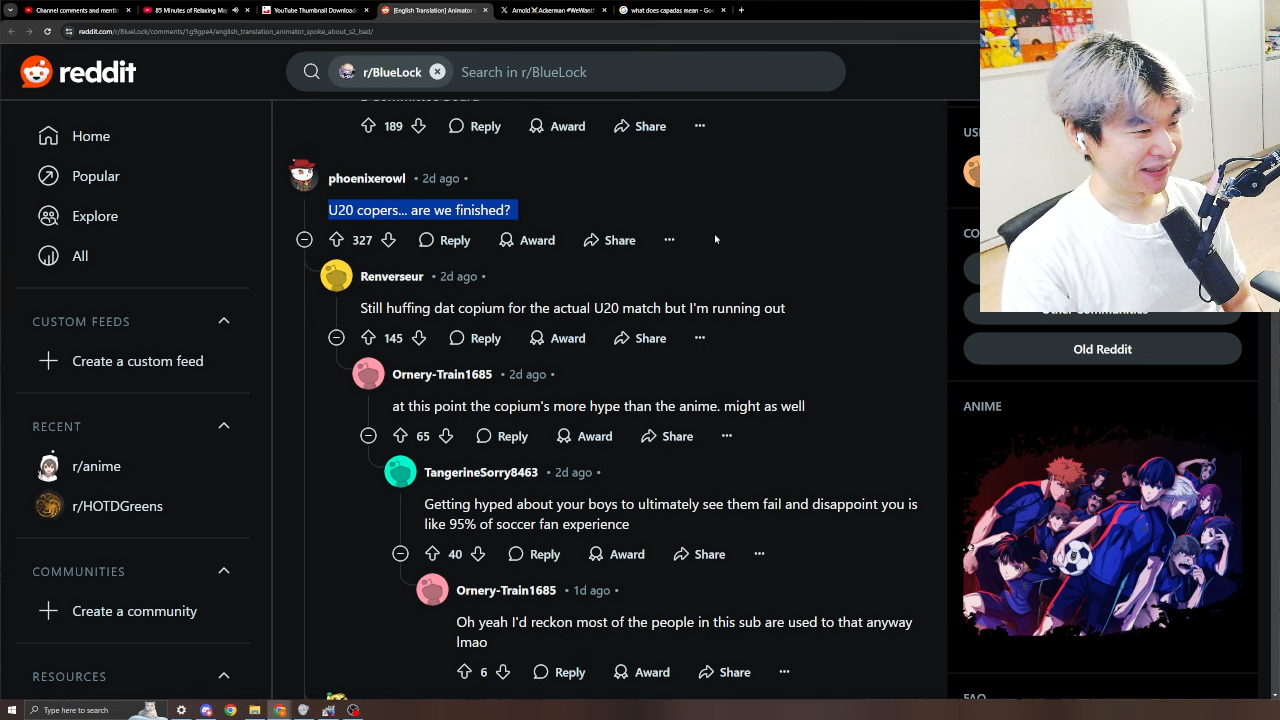 Channel comments and mentio
85 Minutes of Relaxing Ma
YouTube Thumbnail Download
[English Translation] Animator
Arnold Ackerman #WeWant
what does capadas mean - Go
reddit.com/r/BlueLock/comments/1g9gpe4/english_translation_animator_spoke_about_s2_bad/
reddit
r/BlueLock
Search in r/BlueLock
Home
Popular
Explore
All
CUSTOM FEEDS
Create a custom feed
RECENT
r/anime
r/HOTDGreens
COMMUNITIES
Create a community
RESOURCES
189 Reply Award Share
phoenixerowl • 2d ago •
U20 copers... are we finished?
327 Reply Award Share
Renverseur • 2d ago •
Still huffing dat copium for the actual U20 match but I'm running out
145 Reply Award Share
Ornery-Train1685 • 2d ago •
at this point the copium's more hype than the anime. might as well
65 Reply Award Share
TangerineSorry8463 • 2d ago •
Getting hyped about your boys to ultimately see them fail and disappoint you is
like 95% of soccer fan experience
40 Reply Award Share
Ornery-Train1685 • 1d ago •
Oh yeah I'd reckon most of the people in this sub are used to that anyway
lmao
6 Reply Award Share
US
CO
Old Reddit
ANIME
FAQ
Type here to search